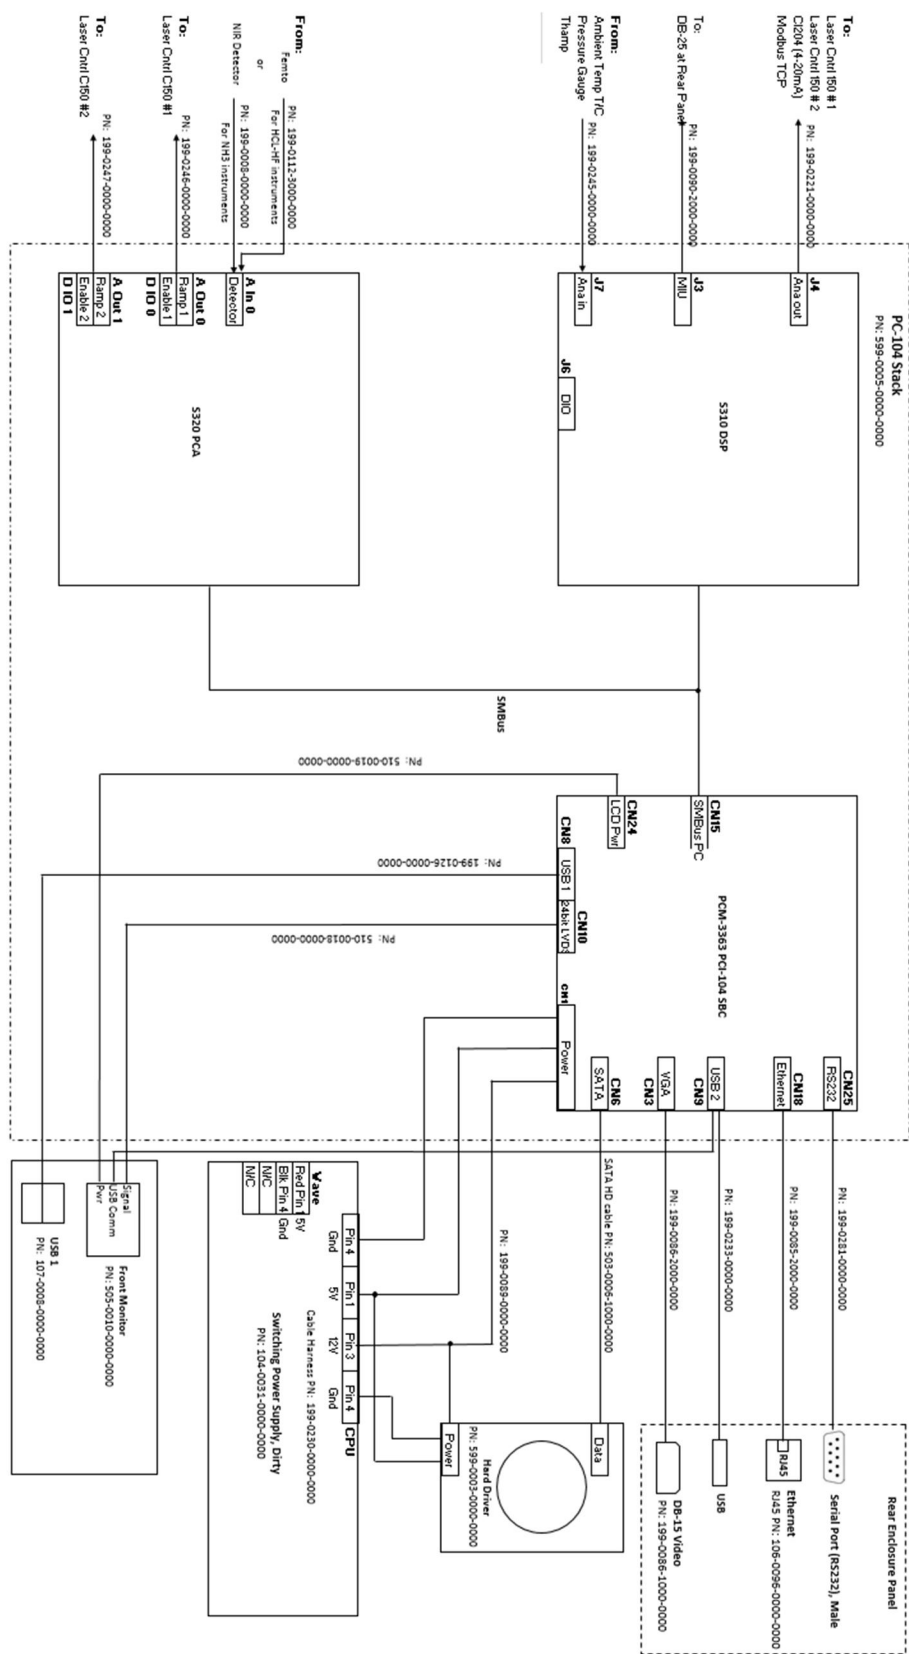 PC-104 Stack
PN: 599-0005-0000-0000
To:
Laser Cntrl 150 # 1
Laser Cntrl 150 # 2
CI204 (4-20mA)
Modbus TCP
PN: 199-0221-0000-0000
J4
Ana out
To:
DB-25 at Rear Panel
PN: 199-0090-2000-0000
J3
MIU
From:
Ambient Temp T/C
Pressure Gauge
Thamp
PN: 199-0245-0000-0000
J7
Ana in
J6
DIO
S310 DSP
From:
Femto
or
NIR Detector
PN: 199-0112-3000-0000
For HCL-HF instruments
PN: 199-0008-0000-0000
For NH3 instruments
A In 0
Detector
To:
Laser Cntrl C150 #1
PN: 199-0246-0000-0000
A Out 0
Ramp 1
Enable 1
D IO 0
To:
Laser Cntrl C150 #2
PN: 199-0247-0000-0000
A Out 1
Ramp 2
Enable 2
D IO 1
S320 PCA
SMBus
PCM-3363 PCI-104 SBC
CN15
SMBus PC
CN24
LCD Pwr
CN8
USB 1
CN10
24bit LVDS
CN1
Power
CN6
SATA
CN3
VGA
CN9
USB 2
CN18
Ethernet
CN25
RS232
PN: 510-0019-0000-0000
PN: 199-0126-0000-0000
PN: 510-0018-0000-0000
PN: 199-0281-0000-0000
PN: 199-0085-2000-0000
PN: 199-0233-0000-0000
PN: 199-0086-2000-0000
SATA HD cable PN: 503-0006-1000-0000
PN: 199-0089-0000-0000
Rear Enclosure Panel
Serial Port (RS232), Male
RJ45
Ethernet
RJ45 PN: 106-0096-0000-0000
USB
DB-15 Video
PN: 199-0086-1000-0000
Data
Power
Hard Driver
PN: 599-0003-0000-0000
Wave
Red Pin 1 5V
Blk Pin 4 Gnd
N/C
N/C
Pin 4
Pin 1
Pin 3
Pin 4
CPU
Gnd
5V
12V
Gnd
Cable Harness PN: 199-0230-0000-0000
Switching Power Supply, Dirty
PN: 104-0031-0000-0000
Signal
USB Comm
Pwr
Front Monitor
PN: 505-0010-0000-0000
USB 1
PN: 107-0008-0000-0000